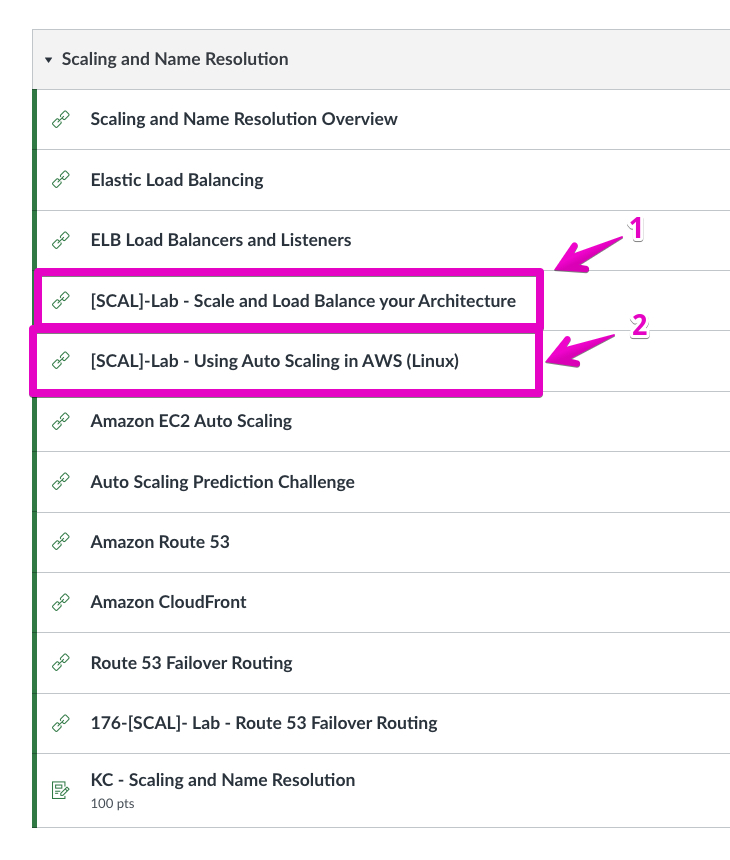 Scaling and Name Resolution
Scaling and Name Resolution Overview
Elastic Load Balancing
ELB Load Balancers and Listeners
1
[SCAL]-Lab - Scale and Load Balance your Architecture
2
[SCAL]-Lab - Using Auto Scaling in AWS (Linux)
Amazon EC2 Auto Scaling
Auto Scaling Prediction Challenge
Amazon Route 53
Amazon CloudFront
Route 53 Failover Routing
176-[SCAL]- Lab - Route 53 Failover Routing
KC - Scaling and Name Resolution
100 pts